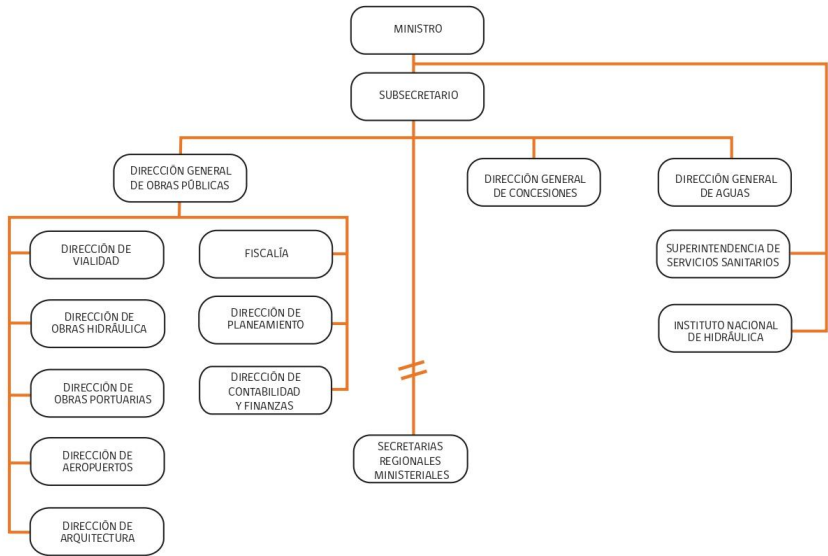 MINISTRO
SUBSECRETARIO
DIRECCIÓN GENERAL
DE OBRAS PÚBLICAS
DIRECCIÓN GENERAL
DE CONCESIONES
DIRECCIÓN GENERAL
DE AGUAS
DIRECCIÓN DE
VIALIDAD
FISCALÍA
SUPERINTENDENCIA DE
SERVICIOS SANITARIOS
DIRECCIÓN DE
OBRAS HIDRÂULICA
DIRECCIÓN DE
PLANEAMIENTO
INSTITUTO NACIONAL
DE HIDRÂULICA
DIRECCIÓN DE
OBRAS PORTUARIAS
DIRECCIÓN DE
CONTABILIDAD
Y FINANZAS
DIRECCIÓN DE
AEROPUERTOS
SECRETARIAS
REGIONALES
MINISTERIALES
DIRECCIÓN DE
ARQUITECTURA